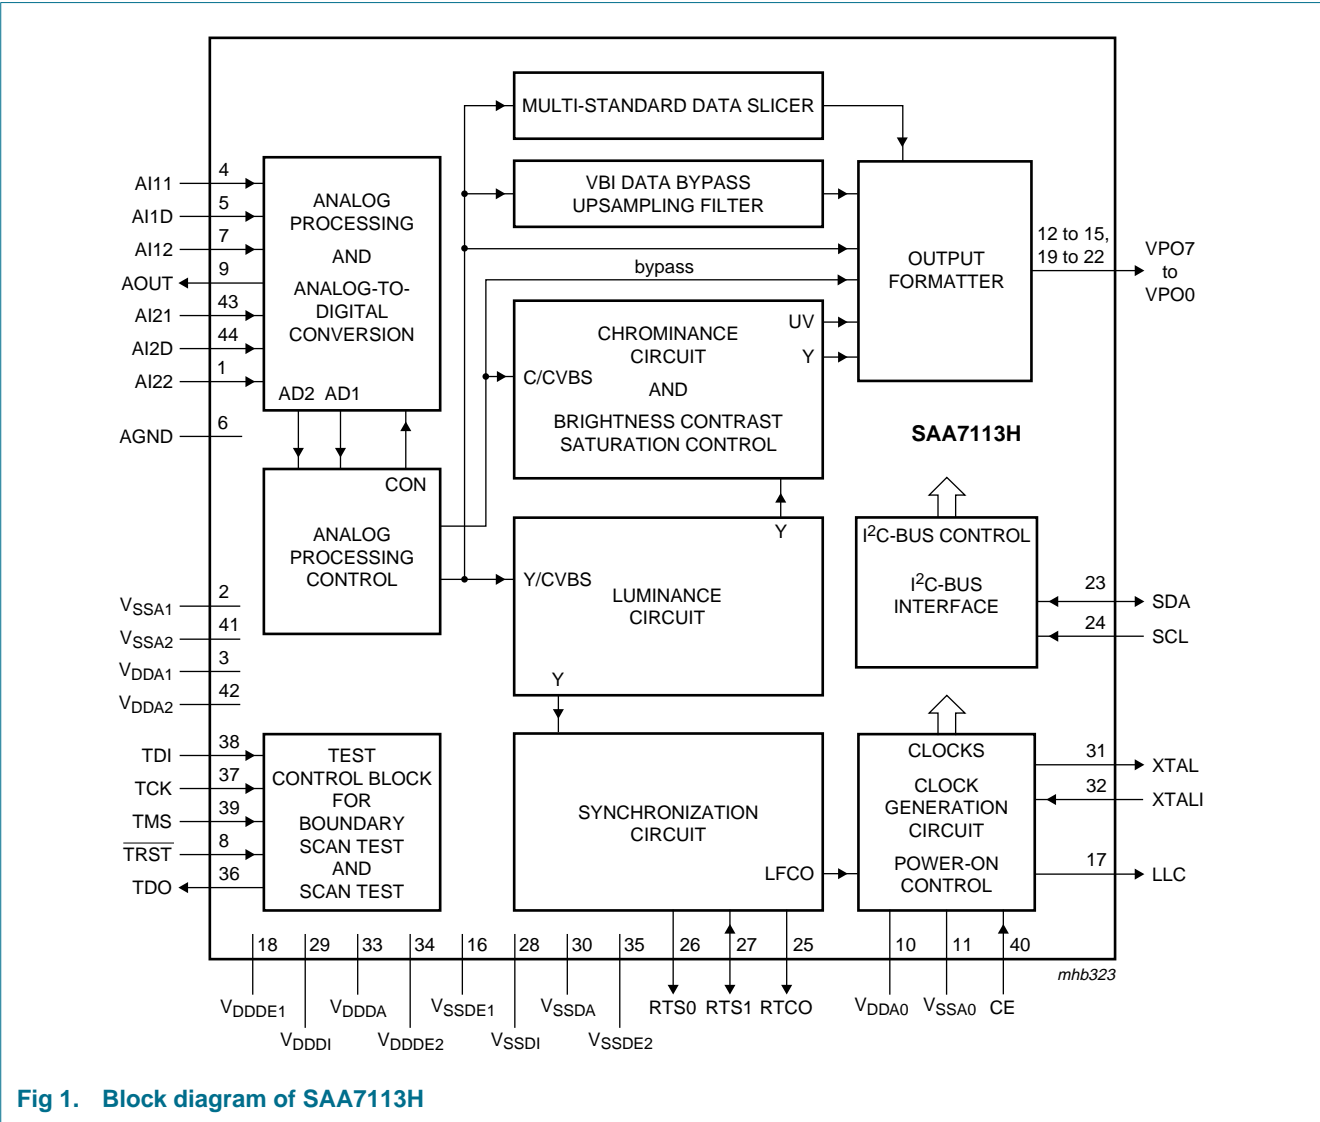 MULTI-STANDARD DATA SLICER
VBI DATA BYPASS
UPSAMPLING FILTER
AI11
4
AI1D
5
AI12
7
AOUT
9
AI21
43
AI2D
44
AI22
1
AGND
6
ANALOG
PROCESSING
AND
ANALOG-TO-
DIGITAL
CONVERSION
AD2 AD1
CON
ANALOG
PROCESSING
CONTROL
bypass
CHROMINANCE
CIRCUIT
AND
BRIGHTNESS CONTRAST
SATURATION CONTROL
C/CVBS
UV
Y
OUTPUT
FORMATTER
12 to 15,
19 to 22
VPO7
to
VPO0
SAA7113H
Y
Y/CVBS
LUMINANCE
CIRCUIT
Y
I2C-BUS CONTROL
I2C-BUS
INTERFACE
23
SDA
24
SCL
VSSA1
2
VSSA2
41
VDDA1
3
VDDA2
42
TDI
38
TCK
37
TMS
39
TRST
8
TDO
36
TEST
CONTROL BLOCK
FOR
BOUNDARY
SCAN TEST
AND
SCAN TEST
SYNCHRONIZATION
CIRCUIT
LFCO
CLOCKS
CLOCK
GENERATION
CIRCUIT
POWER-ON
CONTROL
31
XTAL
32
XTALI
17
LLC
18 29 33 34 16 28 30 35 26 27 25 10 11 40
mhb323
VDDDE1 VDDDA VSSDE1 VSSDA RTS0 RTS1 RTCO VDDA0 VSSA0 CE
VDDDI VDDDE2 VSSDI VSSDE2
Fig 1. Block diagram of SAA7113H